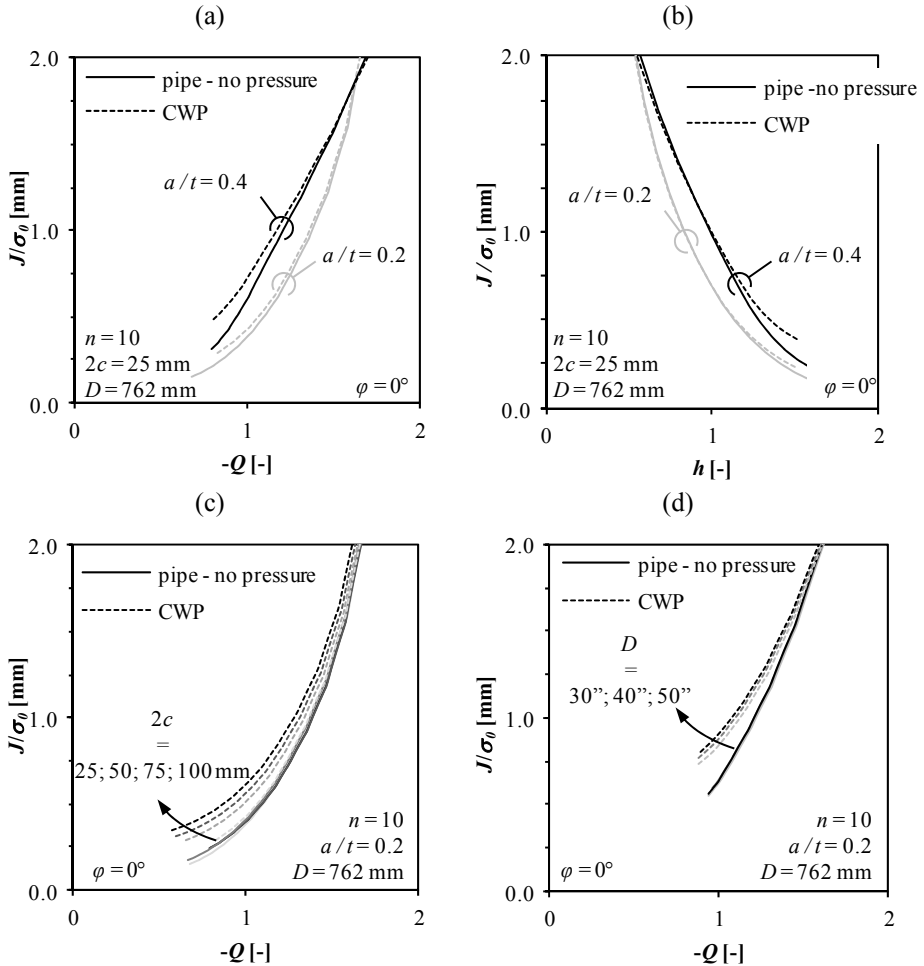 (a)
2.0
pipe - no pressure
CWP
a / t = 0.4
J/σ0 [mm]
1.0
a / t = 0.2
n = 10
2c = 25 mm
D = 762 mm
φ = 0°
0.0
0
1
2
-Q [-]
(b)
2.0
pipe -no pressure
CWP
a / t = 0.2
J / σ0 [mm]
1.0
a / t = 0.4
n = 10
2c = 25 mm
D = 762 mm
φ = 0°
0.0
0
1
2
h [-]
(c)
2.0
pipe - no pressure
CWP
J/σ0 [mm]
1.0
2c
=
25; 50; 75; 100 mm
n = 10
a / t = 0.2
φ = 0°
D = 762 mm
0.0
0
1
2
-Q [-]
(d)
2.0
pipe - no pressure
CWP
D
=
30”; 40”; 50”
J/σ0 [mm]
1.0
n = 10
a / t = 0.2
φ = 0°
D = 762 mm
0.0
0
1
2
-Q [-]